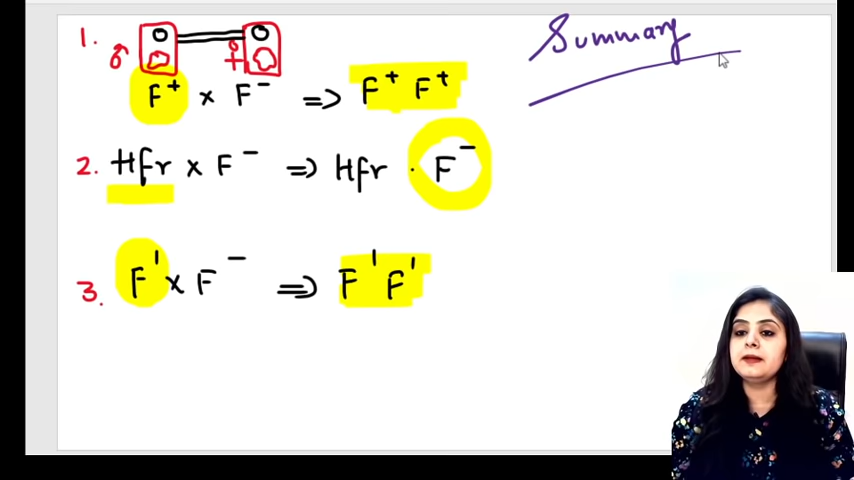 Summary
1. ♂ ♀
F⁺ x F⁻ ⇒ F⁺ F⁺
2. Hfr x F⁻ ⇒ Hfr · F⁻
3. F' x F⁻ ⇒ F' F'